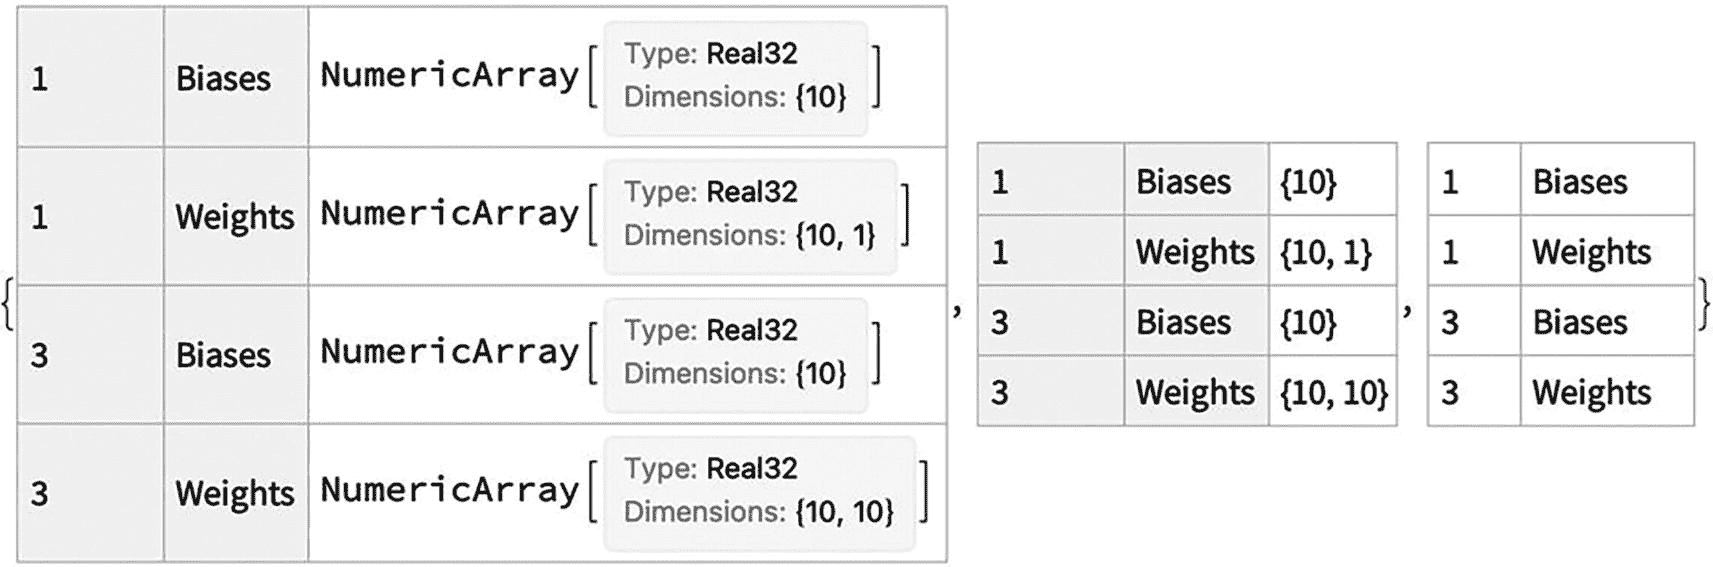 {
1 Biases NumericArray[ Type: Real32
Dimensions: {10} ]
1 Weights NumericArray[ Type: Real32
Dimensions: {10, 1} ]
3 Biases NumericArray[ Type: Real32
Dimensions: {10} ]
3 Weights NumericArray[ Type: Real32
Dimensions: {10, 10} ]
,
1 Biases {10}
1 Weights {10, 1}
3 Biases {10}
3 Weights {10, 10}
,
1 Biases
1 Weights
3 Biases
3 Weights
}